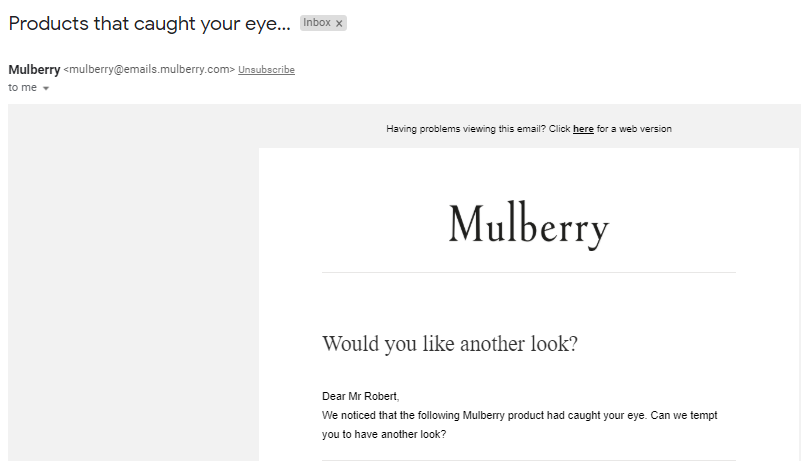 Products that caught your eye... Inbox x
Mulberry <mulberry@emails.mulberry.com> Unsubscribe
to me
Having problems viewing this email? Click here for a web version
Mulberry
Would you like another look?
Dear Mr Robert,
We noticed that the following Mulberry product had caught your eye. Can we tempt
you to have another look?